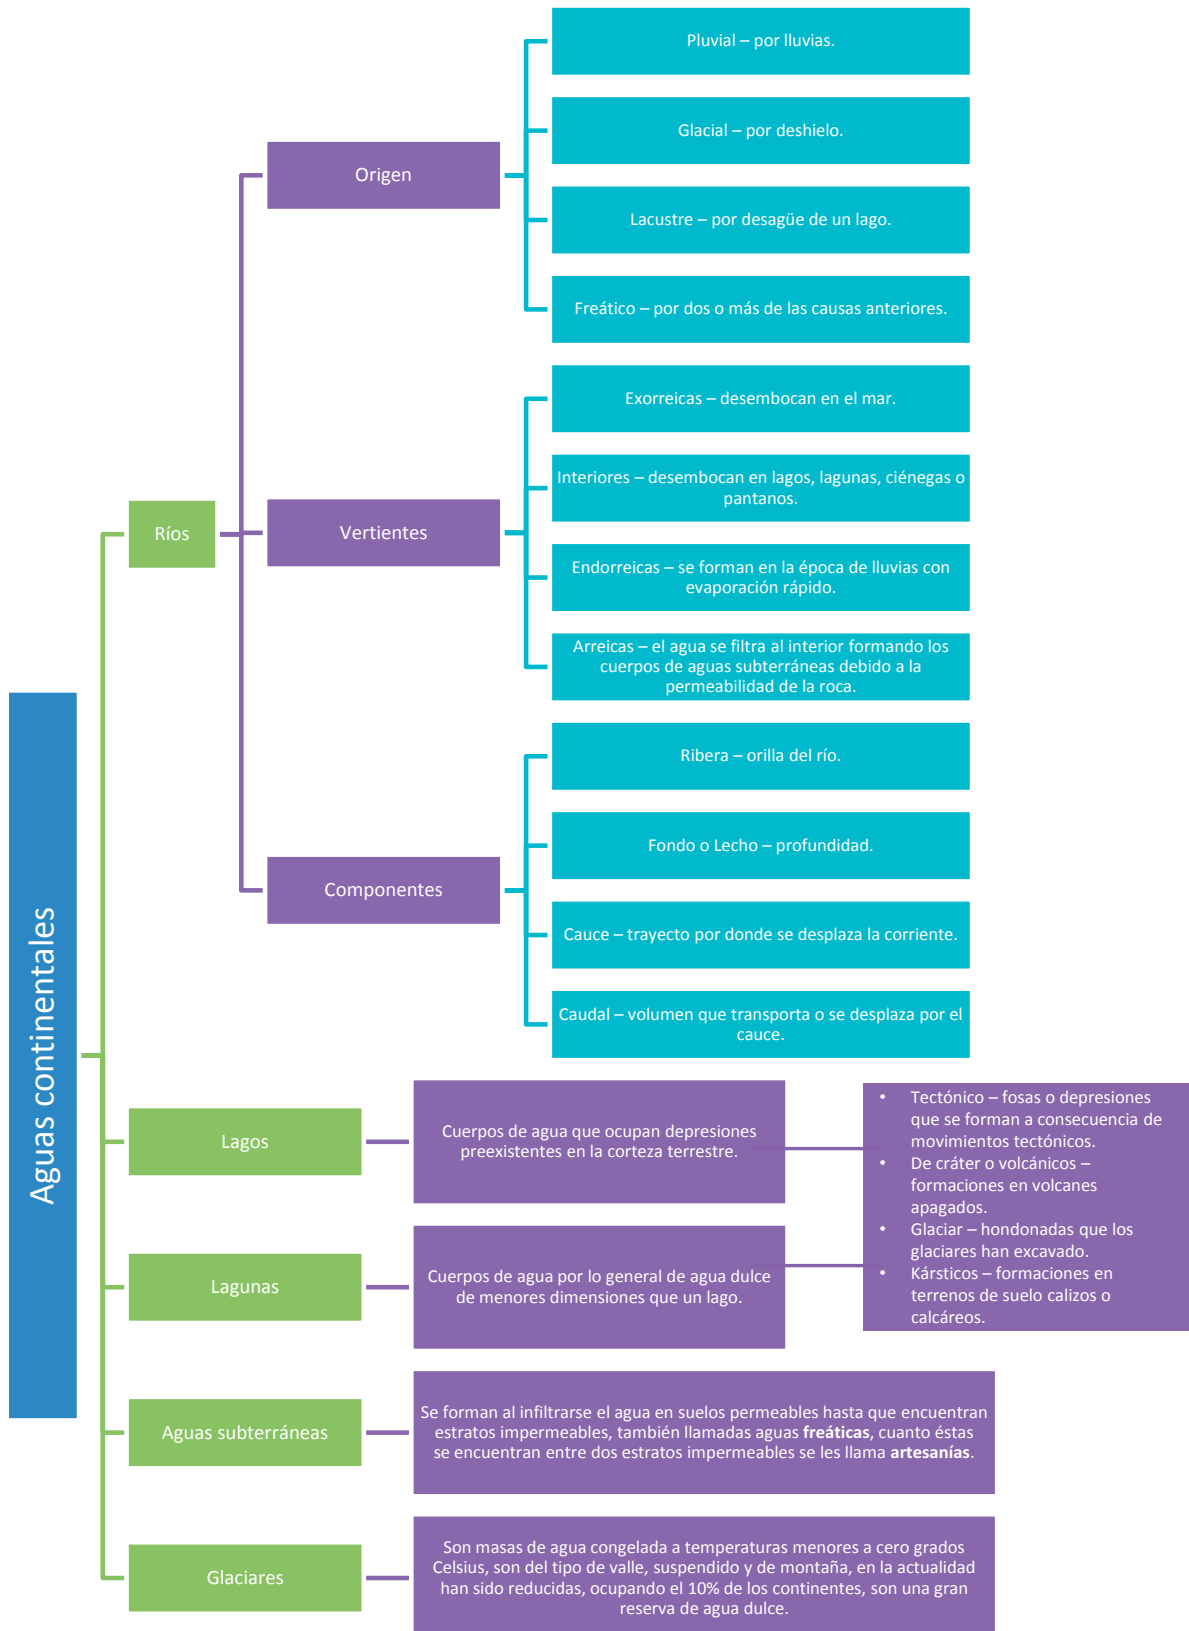 Aguas continentales
Ríos
Origen
Pluvial – por lluvias.
Glacial – por deshielo.
Lacustre – por desagüe de un lago.
Freático – por dos o más de las causas anteriores.
Vertientes
Exorreicas – desembocan en el mar.
Interiores – desembocan en lagos, lagunas, ciénegas o
pantanos.
Endorreicas – se forman en la época de lluvias con
evaporación rápido.
Arreicas – el agua se filtra al interior formando los
cuerpos de aguas subterráneas debido a la
permeabilidad de la roca.
Componentes
Ribera – orilla del río.
Fondo o Lecho – profundidad.
Cauce – trayecto por donde se desplaza la corriente.
Caudal – volumen que transporta o se desplaza por el
cauce.
Lagos
Cuerpos de agua que ocupan depresiones
preexistentes en la corteza terrestre.
Lagunas
Cuerpos de agua por lo general de agua dulce
de menores dimensiones que un lago.
• Tectónico – fosas o depresiones
que se forman a consecuencia de
movimientos tectónicos.
• De cráter o volcánicos –
formaciones en volcanes
apagados.
• Glaciar – hondonadas que los
glaciares han excavado.
• Kársticos – formaciones en
terrenos de suelo calizos o
calcáreos.
Aguas subterráneas
Se forman al infiltrarse el agua en suelos permeables hasta que encuentran
estratos impermeables, también llamadas aguas freáticas, cuanto éstas
se encuentran entre dos estratos impermeables se les llama artesanías.
Glaciares
Son masas de agua congelada a temperaturas menores a cero grados
Celsius, son del tipo de valle, suspendido y de montaña, en la actualidad
han sido reducidas, ocupando el 10% de los continentes, son una gran
reserva de agua dulce.